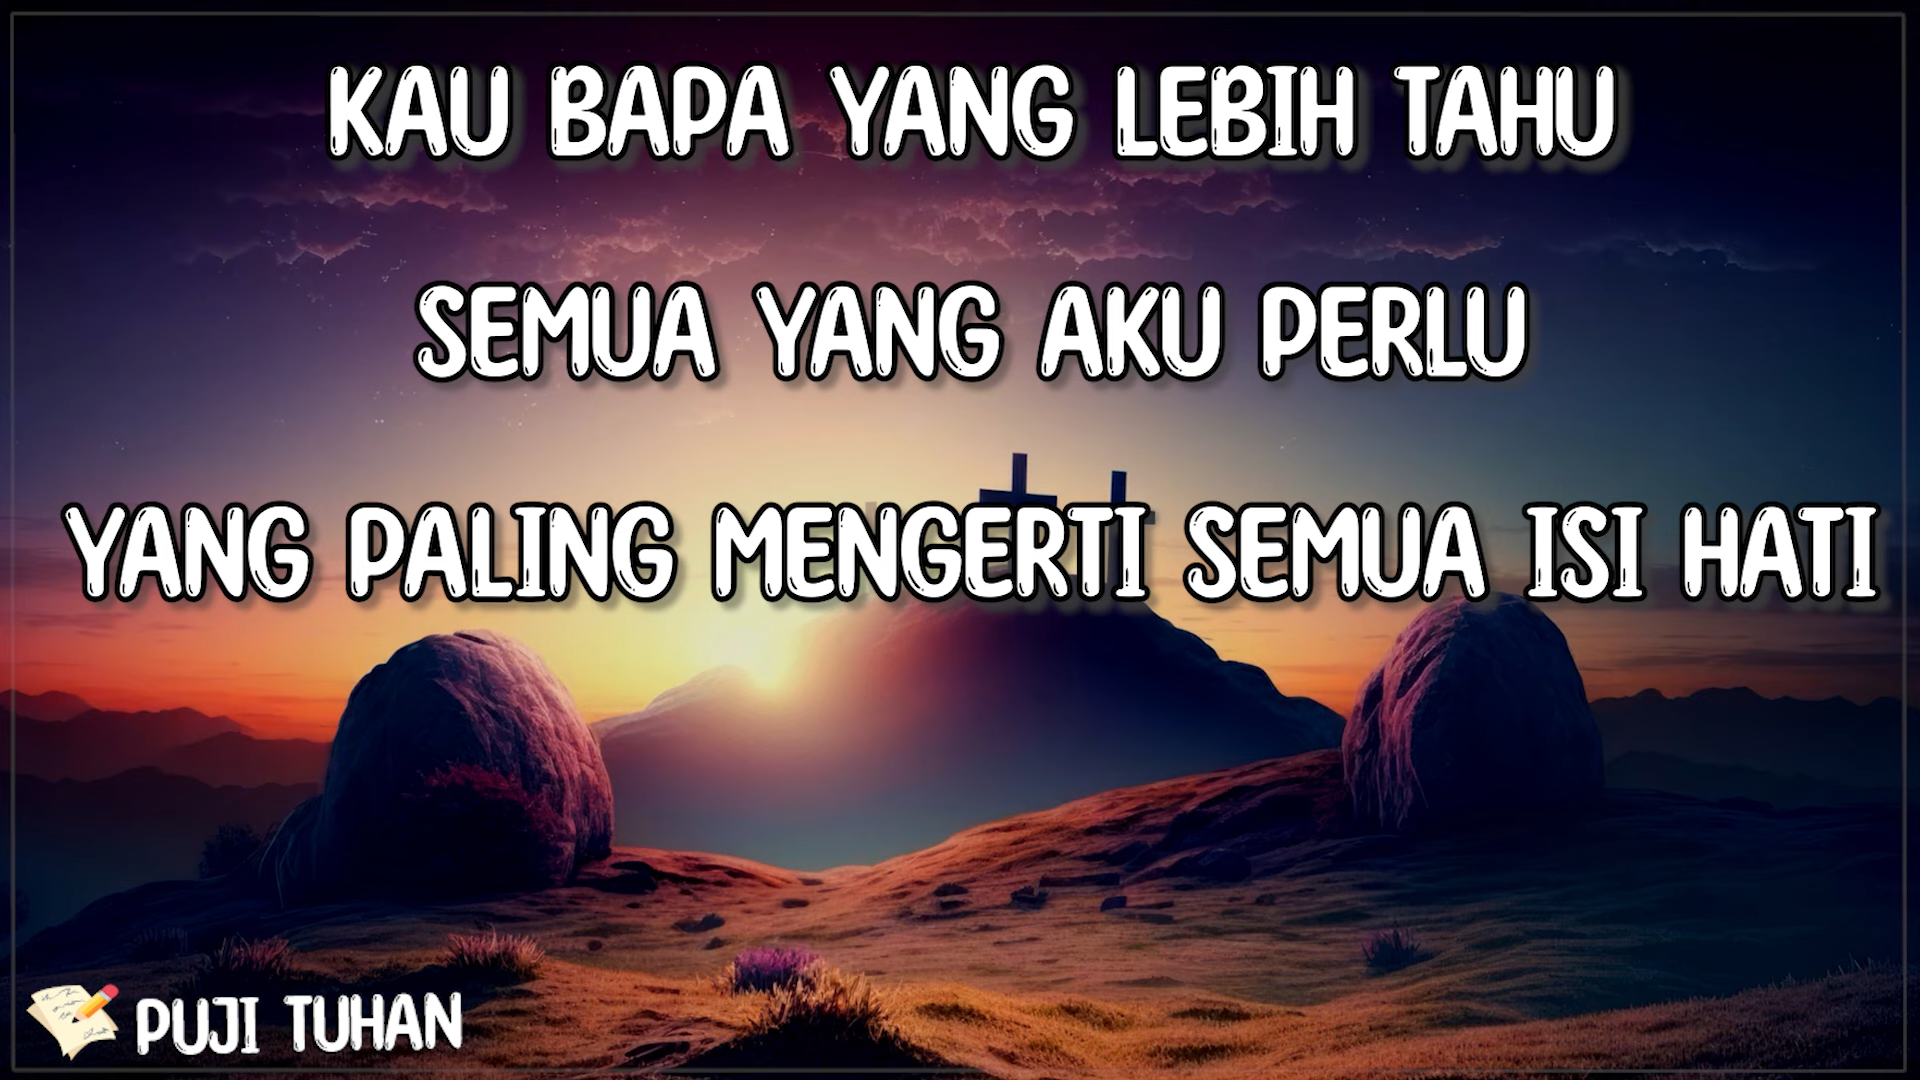 KAU BAPA YANG LEBIH TAHU
SEMUA YANG AKU PERLU
YANG PALING MENGERTI SEMUA ISI HATI
PUJI TUHAN